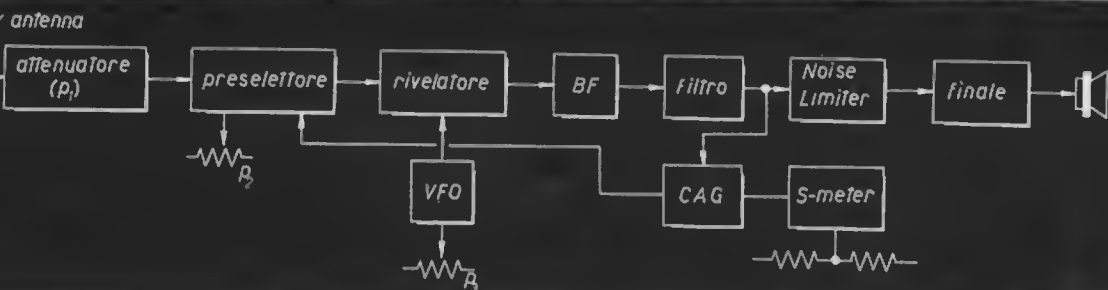 antenna
attenuatore
(p1)
preselettore
rivelatore
BF
filtro
Noise
Limiter
finale
P2
VFO
CAG
S-meter
P3